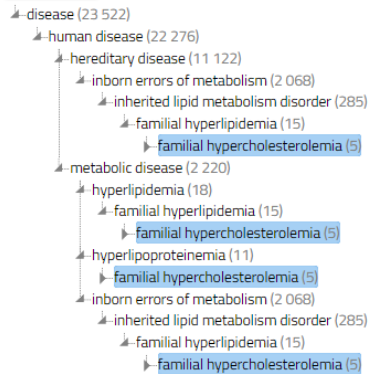 disease (23 522)
human disease (22 276)
hereditary disease (11 122)
inborn errors of metabolism (2 068)
inherited lipid metabolism disorder (285)
familial hyperlipidemia (15)
familial hypercholesterolemia (5)
metabolic disease (2 220)
hyperlipidemia (18)
familial hyperlipidemia (15)
familial hypercholesterolemia (5)
hyperlipoproteinemia (11)
familial hypercholesterolemia (5)
inborn errors of metabolism (2 068)
inherited lipid metabolism disorder (285)
familial hyperlipidemia (15)
familial hypercholesterolemia (5)